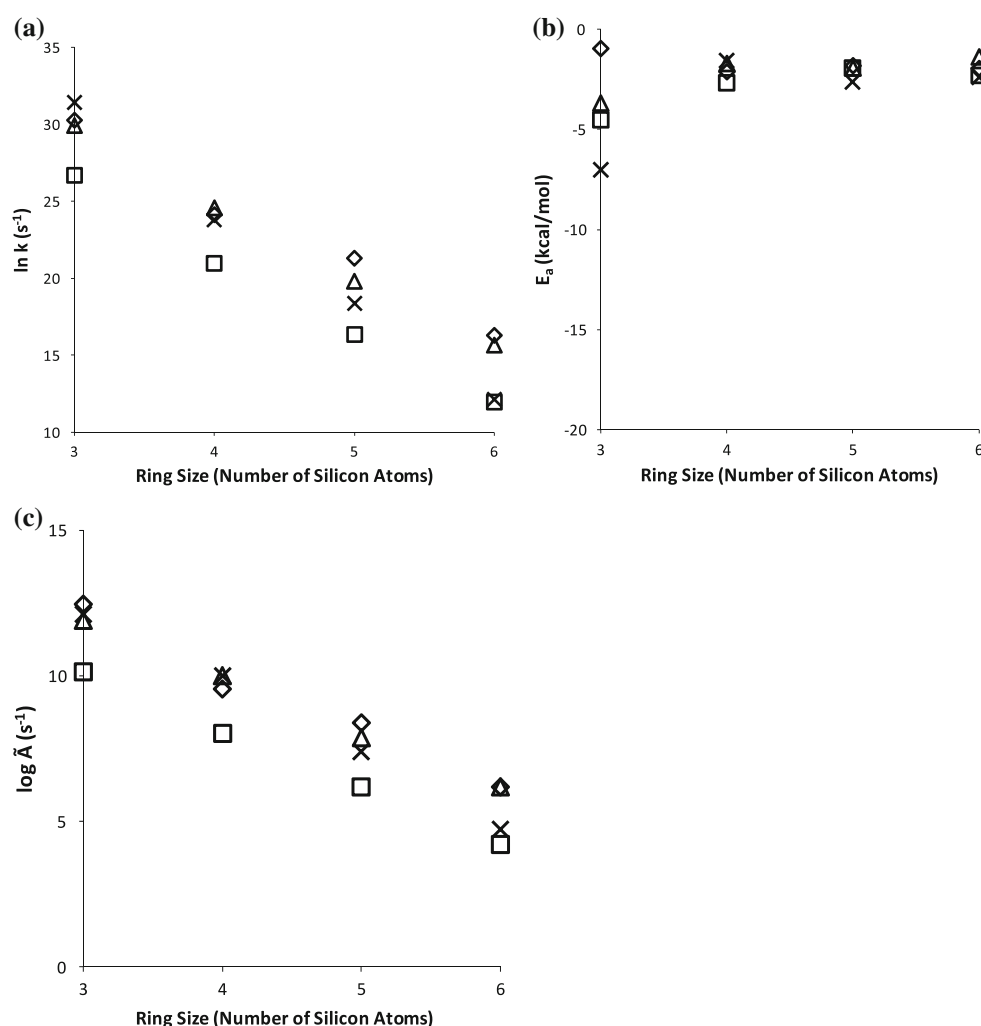 (a)
35
30
25
20
15
10
ln k (s⁻¹)
3 4 5 6
Ring Size (Number of Silicon Atoms)
(b)
0
-5
-10
-15
-20
Eₐ (kcal/mol)
3 4 5 6
Ring Size (Number of Silicon Atoms)
(c)
15
10
5
0
log Ã (s⁻¹)
3 4 5 6
Ring Size (Number of Silicon Atoms)